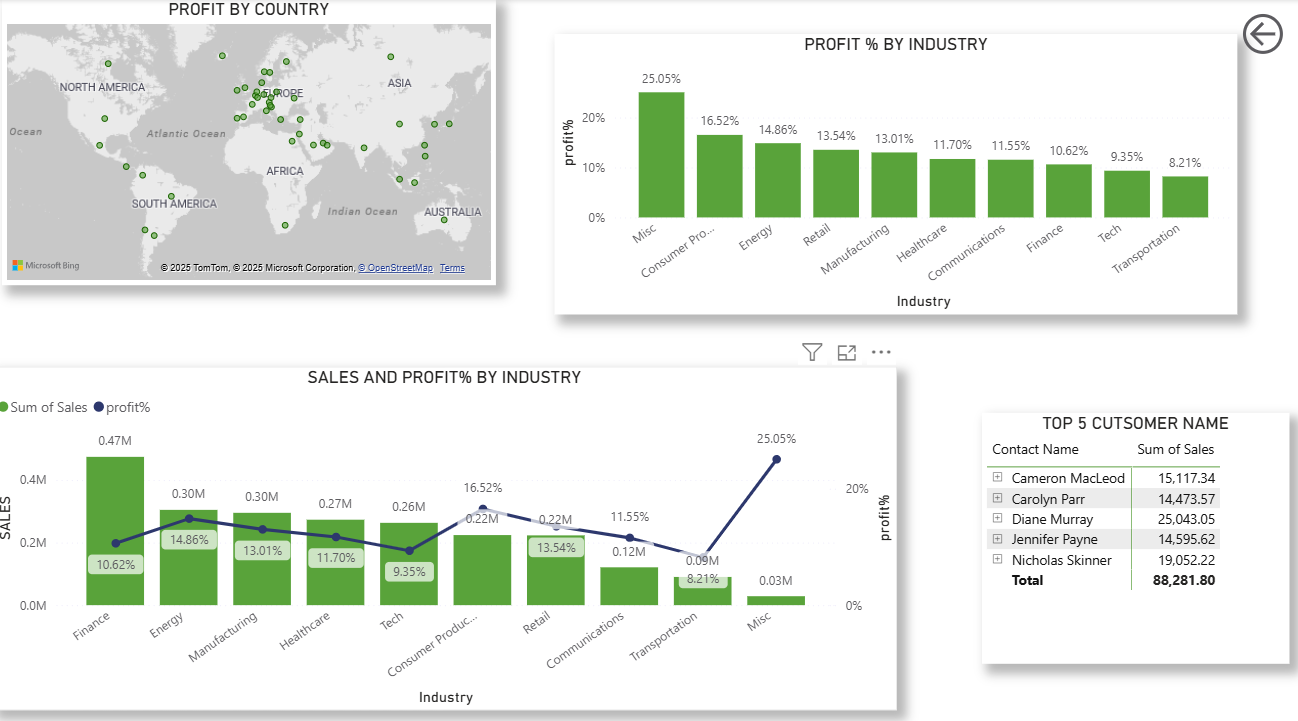 PROFIT BY COUNTRY
NORTH AMERICA
EUROPE
ASIA
Ocean
Atlantic Ocean
AFRICA
SOUTH AMERICA
Indian Ocean
AUSTRALIA
Microsoft Bing
© 2025 TomTom, © 2025 Microsoft Corporation, © OpenStreetMap Terms
PROFIT % BY INDUSTRY
profit%
20%
10%
0%
25.05%
16.52%
14.86%
13.54%
13.01%
11.70%
11.55%
10.62%
9.35%
8.21%
Misc
Consumer Pro...
Energy
Retail
Manufacturing
Healthcare
Communications
Finance
Tech
Transportation
Industry
SALES AND PROFIT% BY INDUSTRY
Sum of Sales profit%
SALES
0.4M
0.2M
0.0M
0.47M
0.30M
0.30M
0.27M
0.26M
0.22M
0.22M
0.12M
0.09M
0.03M
10.62%
14.86%
13.01%
11.70%
9.35%
16.52%
13.54%
11.55%
8.21%
25.05%
20%
0%
profit%
Finance
Energy
Manufacturing
Healthcare
Tech
Consumer Produc...
Retail
Communications
Transportation
Misc
Industry
TOP 5 CUTSOMER NAME
Contact Name Sum of Sales
Cameron MacLeod 15,117.34
Carolyn Parr 14,473.57
Diane Murray 25,043.05
Jennifer Payne 14,595.62
Nicholas Skinner 19,052.22
Total 88,281.80